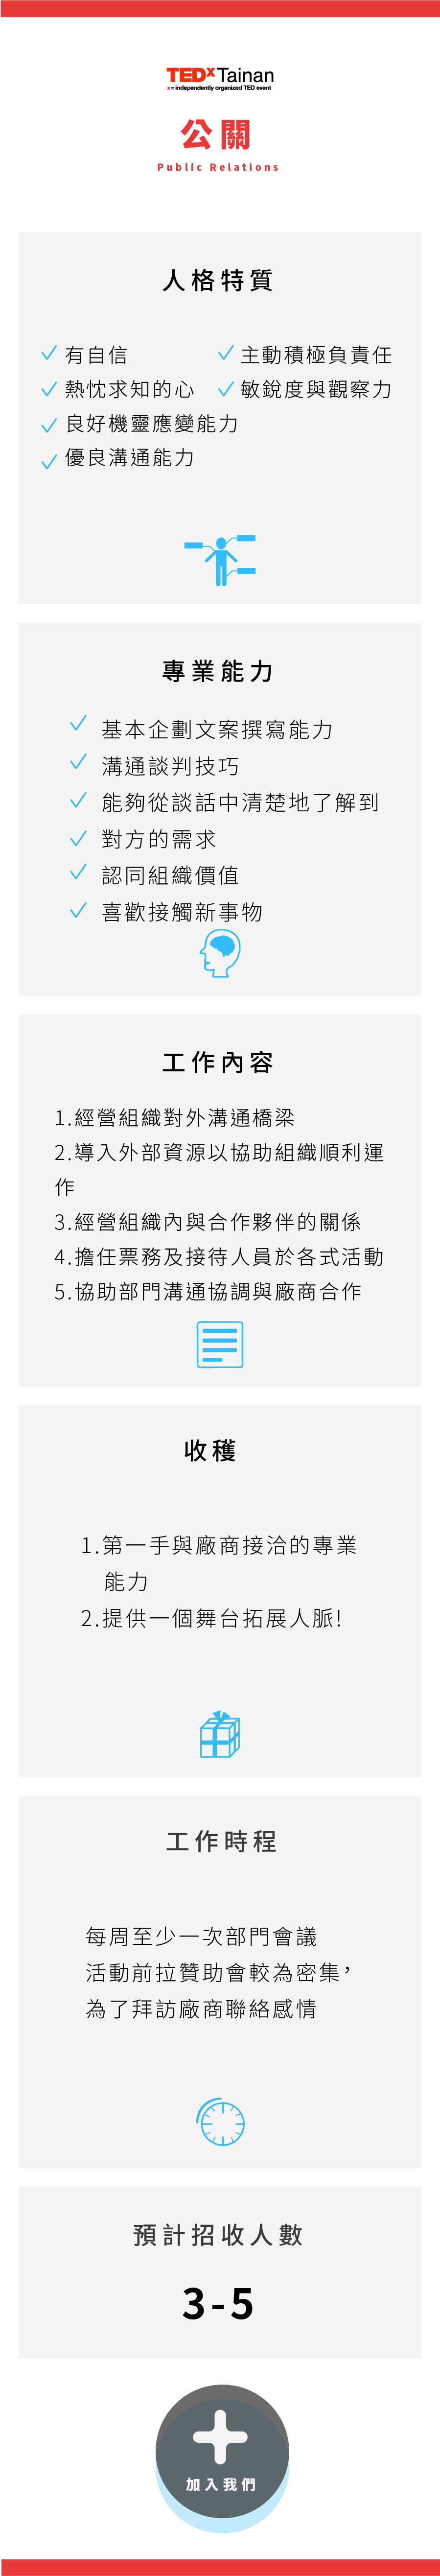 TEDxTainan
x = independently organized TED event
公關
Public Relations
人格特質
有自信
主動積極負責任
熱忱求知的心
敏銳度與觀察力
良好機靈應變能力
優良溝通能力
專業能力
基本企劃文案撰寫能力
溝通談判技巧
能夠從談話中清楚地了解到
對方的需求
認同組織價值
喜歡接觸新事物
工作內容
1.經營組織對外溝通橋梁
2.導入外部資源以協助組織順利運
作
3.經營組織內與合作夥伴的關係
4.擔任票務及接待人員於各式活動
5.協助部門溝通協調與廠商合作
收穫
1.第一手與廠商接洽的專業
能力
2.提供一個舞台拓展人脈!
工作時程
每周至少一次部門會議
活動前拉贊助會較為密集，
為了拜訪廠商聯絡感情
預計招收人數
3-5
加入我們